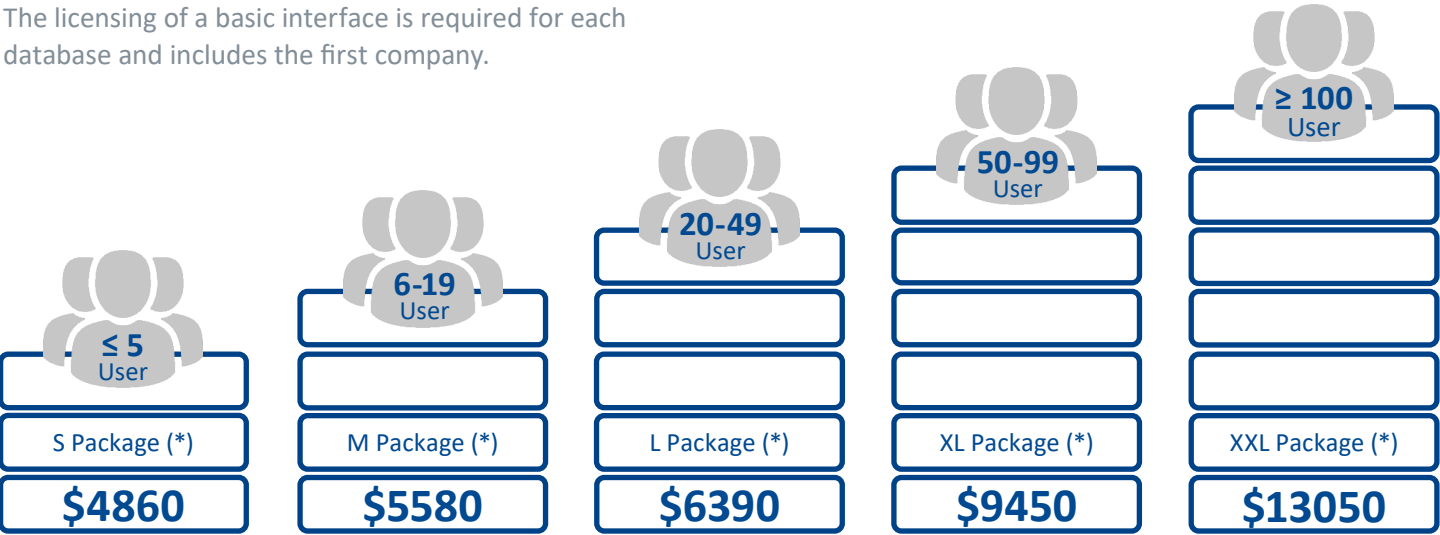 The licensing of a basic interface is required for each
database and includes the first company.
≤ 5
User
6-19
User
20-49
User
50-99
User
≥ 100
User
S Package (*)
M Package (*)
L Package (*)
XL Package (*)
XXL Package (*)
$4860
$5580
$6390
$9450
$13050